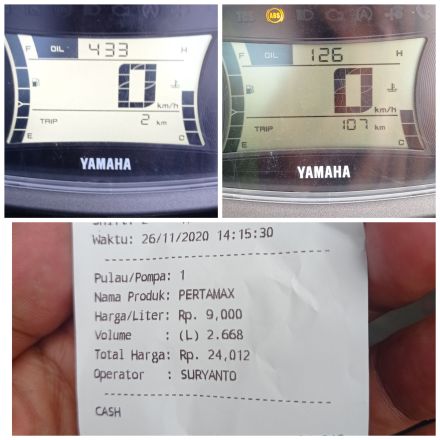 F OIL 433 H
0
km/h
TRIP 2 km
E C
YAMAHA
ABS
F OIL 126 H
0
km/h
TRIP 107 km
E C
YAMAHA
Waktu: 26/11/2020 14:15:30
--------------------------------
Pulau/Pompa: 1
Nama Produk: PERTAMAX
Harga/Liter: Rp. 9,000
Volume : (L) 2.668
Total Harga: Rp. 24,012
Operator : SURYANTO
--------------------------------
CASH